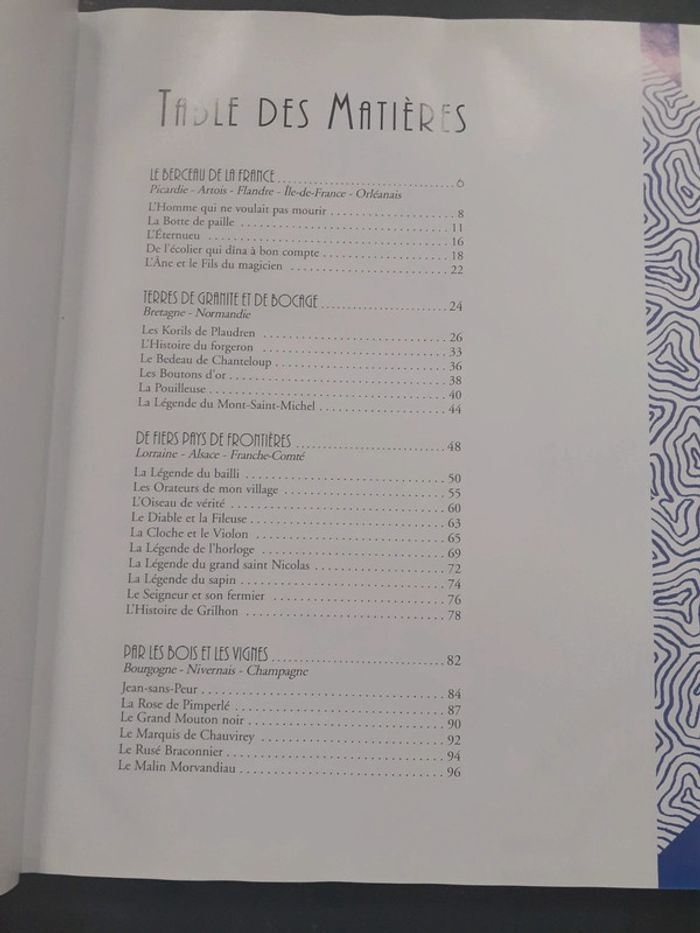 TABLE DES MATIÈRES
LE BERCEAU DE LA FRANCE ........ 6
Picardie - Artois - Flandre - Île-de-France - Orléanais
L'Homme qui ne voulait pas mourir ........ 8
La Botte de paille ........ 11
L'Éternueu ........ 16
De l'écolier qui dîna à bon compte ........ 18
L'Âne et le Fils du magicien ........ 22
TERRES DE GRANITE ET DE BOCAGE ........ 24
Bretagne - Normandie
Les Korils de Plaudren ........ 26
L'Histoire du forgeron ........ 33
Le Bedeau de Chanteloup ........ 36
Les Boutons d'or ........ 38
La Pouilleuse ........ 40
La Légende du Mont-Saint-Michel ........ 44
DE FIERS PAYS DE FRONTIÈRES ........ 48
Lorraine - Alsace - Franche-Comté
La Légende du bailli ........ 50
Les Orateurs de mon village ........ 55
L'Oiseau de vérité ........ 60
Le Diable et la Fileuse ........ 63
La Cloche et le Violon ........ 65
La Légende de l'horloge ........ 69
La Légende du grand saint Nicolas ........ 72
La Légende du sapin ........ 74
Le Seigneur et son fermier ........ 76
L'Histoire de Grilhon ........ 78
PAR LES BOIS ET LES VIGNES ........ 82
Bourgogne - Nivernais - Champagne
Jean-sans-Peur ........ 84
La Rose de Pimperlé ........ 87
Le Grand Mouton noir ........ 90
Le Marquis de Chauvirey ........ 92
Le Rusé Braconnier ........ 94
Le Malin Morvandiau ........ 96